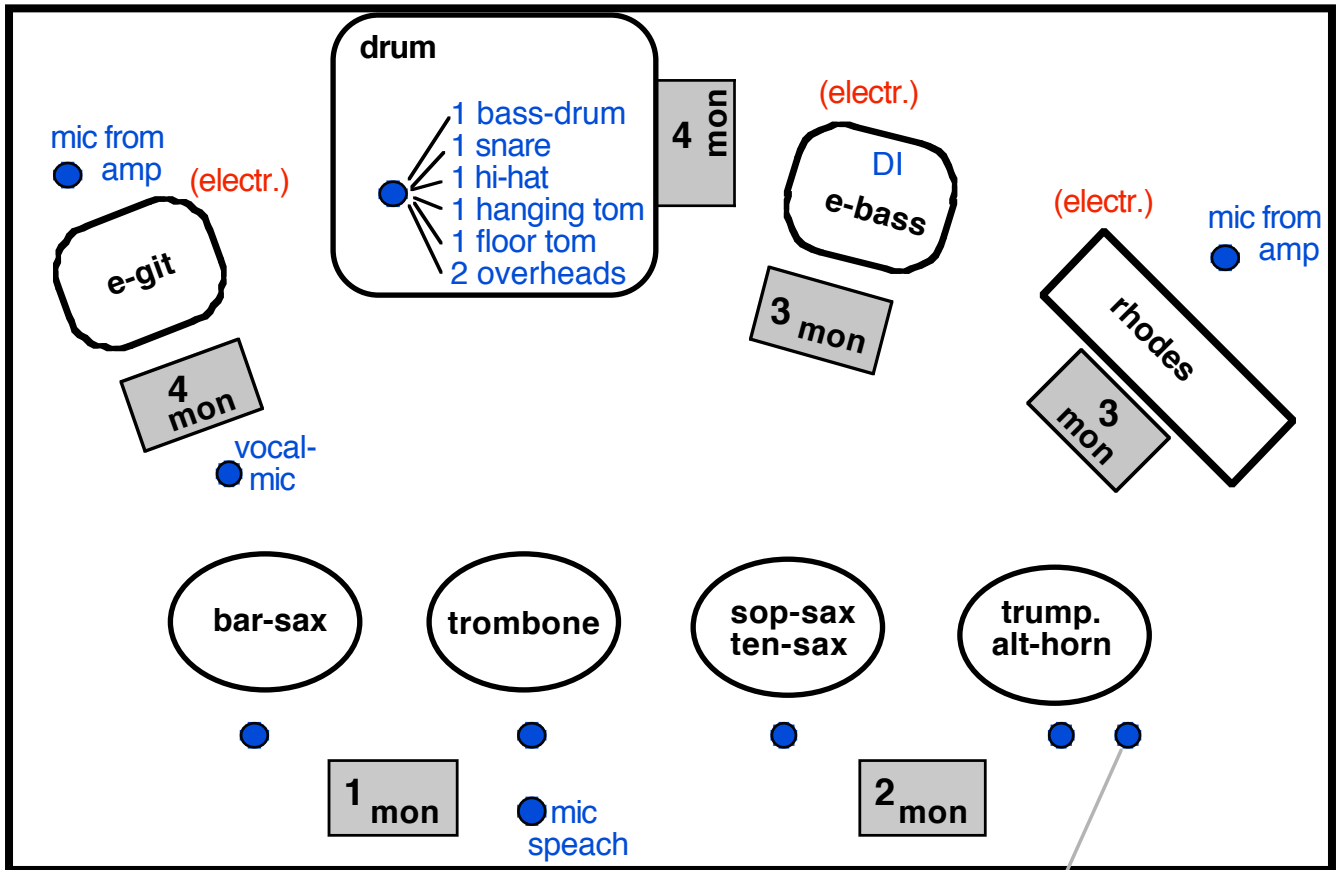 drum
1 bass-drum
1 snare
1 hi-hat
1 hanging tom
1 floor tom
2 overheads
4 mon
(electr.)
DI
e-bass
3 mon
mic from
amp
(electr.)
e-git
4
mon
vocal-
mic
(electr.)
mic from
amp
rhodes
3
mon
bar-sax
trombone
sop-sax
ten-sax
trump.
alt-horn
1 mon
mic
speach
2 mon